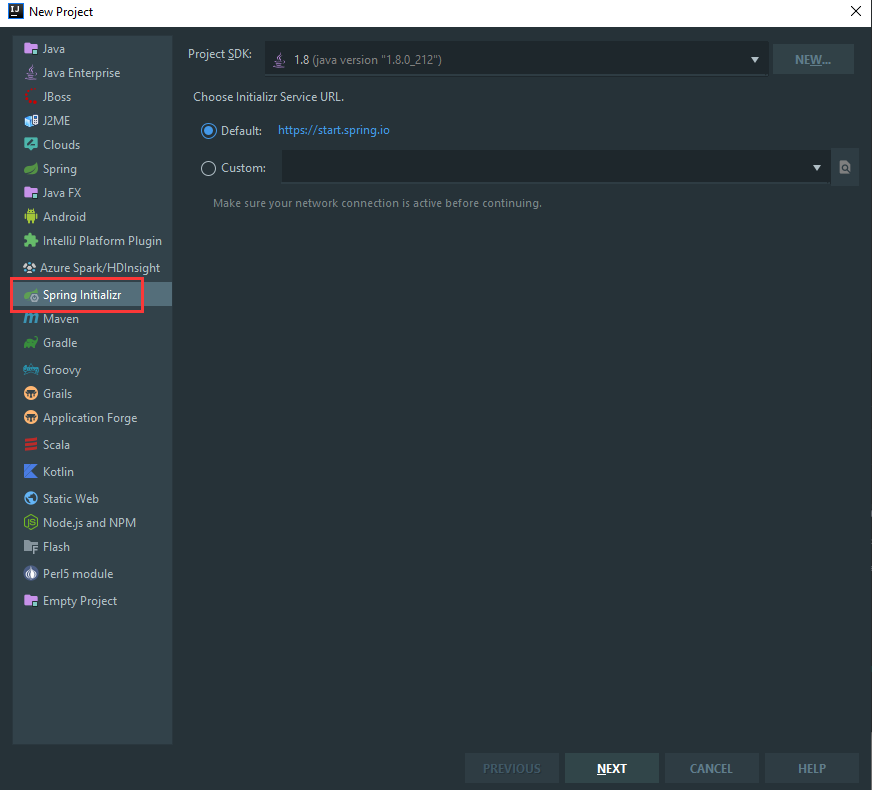 New Project
Java
Java Enterprise
JBoss
J2ME
Clouds
Spring
Java FX
Android
IntelliJ Platform Plugin
Azure Spark/HDInsight
Spring Initializr
Maven
Gradle
Groovy
Grails
Application Forge
Scala
Kotlin
Static Web
Node.js and NPM
Flash
Perl5 module
Empty Project
Project SDK: 1.8 (java version "1.8.0_212") NEW...
Choose Initializr Service URL.
Default: https://start.spring.io
Custom:
Make sure your network connection is active before continuing.
PREVIOUS NEXT CANCEL HELP